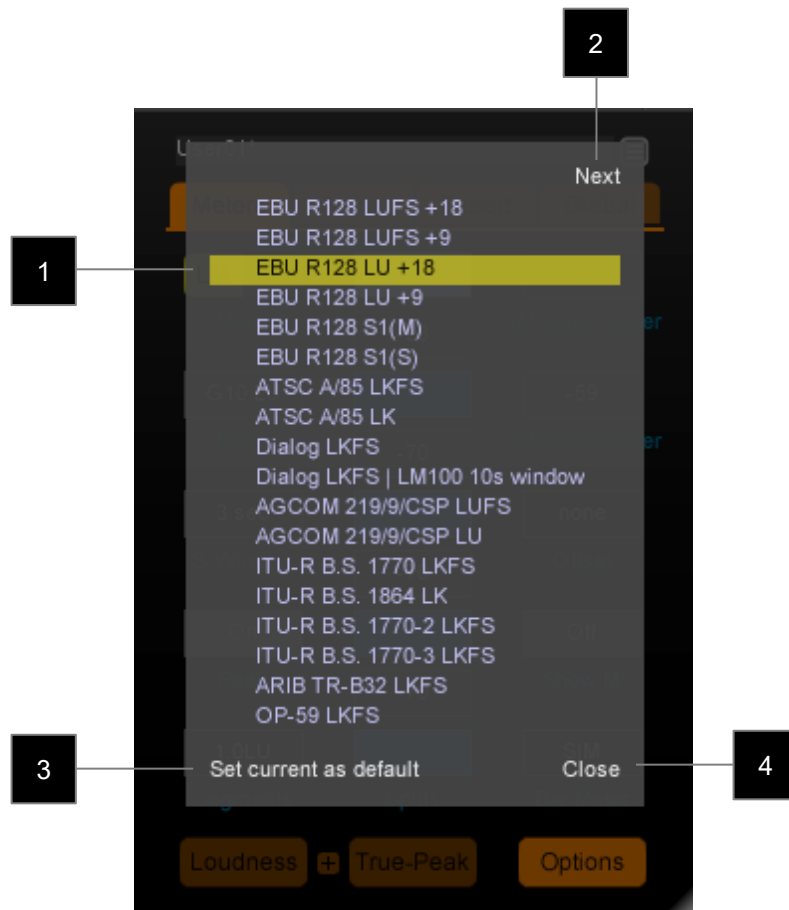 2
Next
EBU R128 LUFS +18
EBU R128 LUFS +9
1
EBU R128 LU +18
EBU R128 LU +9
EBU R128 S1(M)
EBU R128 S1(S)
ATSC A/85 LKFS
ATSC A/85 LK
Dialog LKFS
Dialog LKFS | LM100 10s window
AGCOM 219/9/CSP LUFS
AGCOM 219/9/CSP LU
ITU-R B.S. 1770 LKFS
ITU-R B.S. 1864 LK
ITU-R B.S. 1770-2 LKFS
ITU-R B.S. 1770-3 LKFS
ARIB TR-B32 LKFS
OP-59 LKFS
3
Set current as default
Close
4
Loudness + True-Peak Options